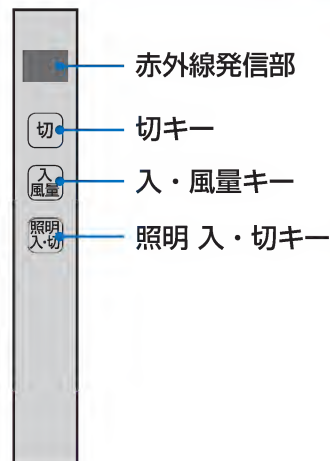 赤外線発信部
切
切キー
入
風量
入・風量キー
照明
入・切
照明 入・切キー